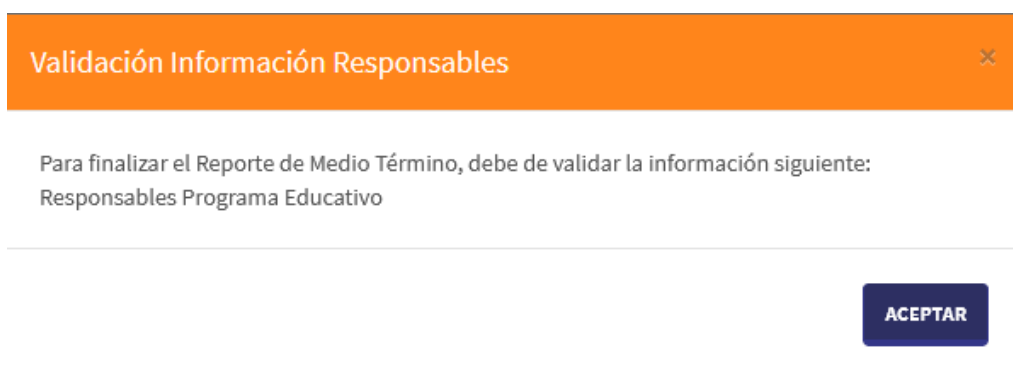 Validación Información Responsables
×
Para finalizar el Reporte de Medio Término, debe de validar la información siguiente:
Responsables Programa Educativo
ACEPTAR